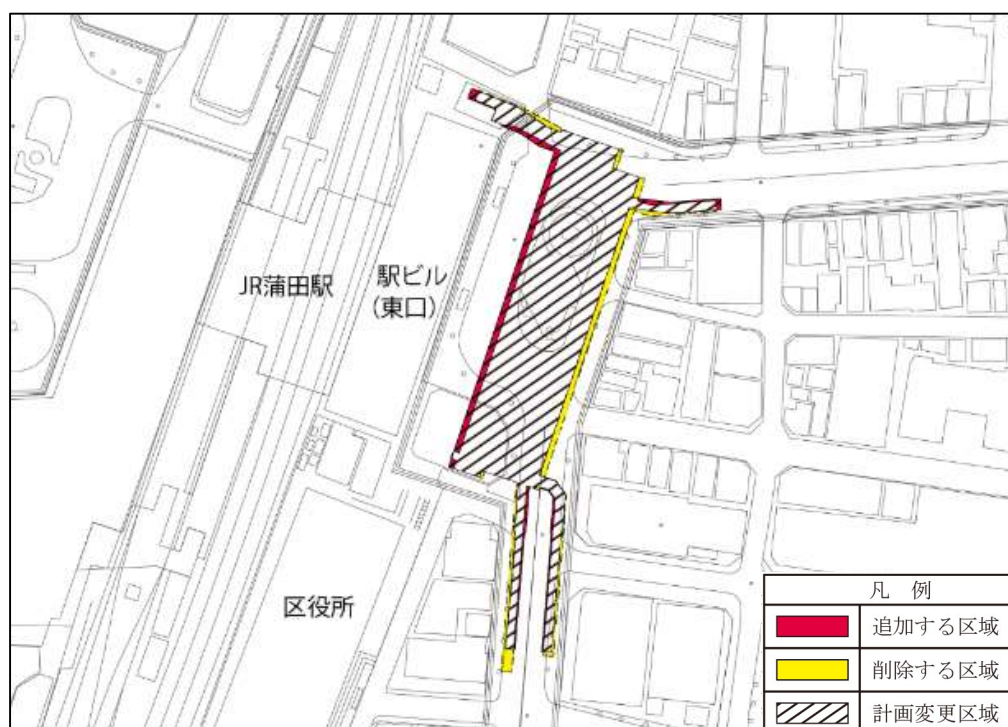 JR蒲田駅
駅ビル
(東口)
区役所
凡 例
追加する区域
削除する区域
計画変更区域